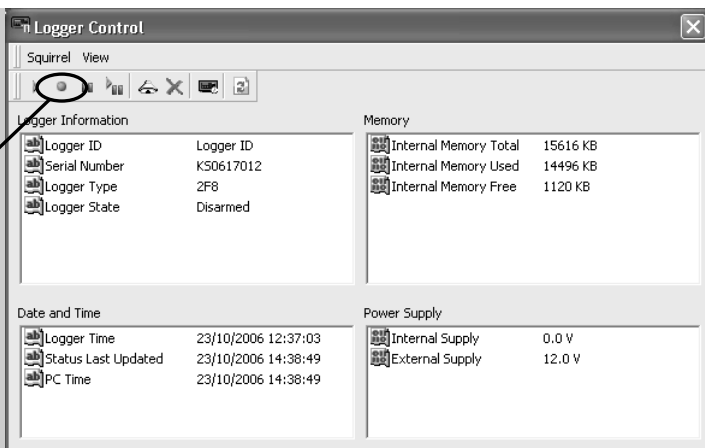 Logger Control
Squirrel View
Logger Information
Logger ID Logger ID
Serial Number KS0617012
Logger Type 2F8
Logger State Disarmed
Memory
Internal Memory Total 15616 KB
Internal Memory Used 14496 KB
Internal Memory Free 1120 KB
Date and Time
Logger Time 23/10/2006 12:37:03
Status Last Updated 23/10/2006 14:38:49
PC Time 23/10/2006 14:38:49
Power Supply
Internal Supply 0.0 V
External Supply 12.0 V